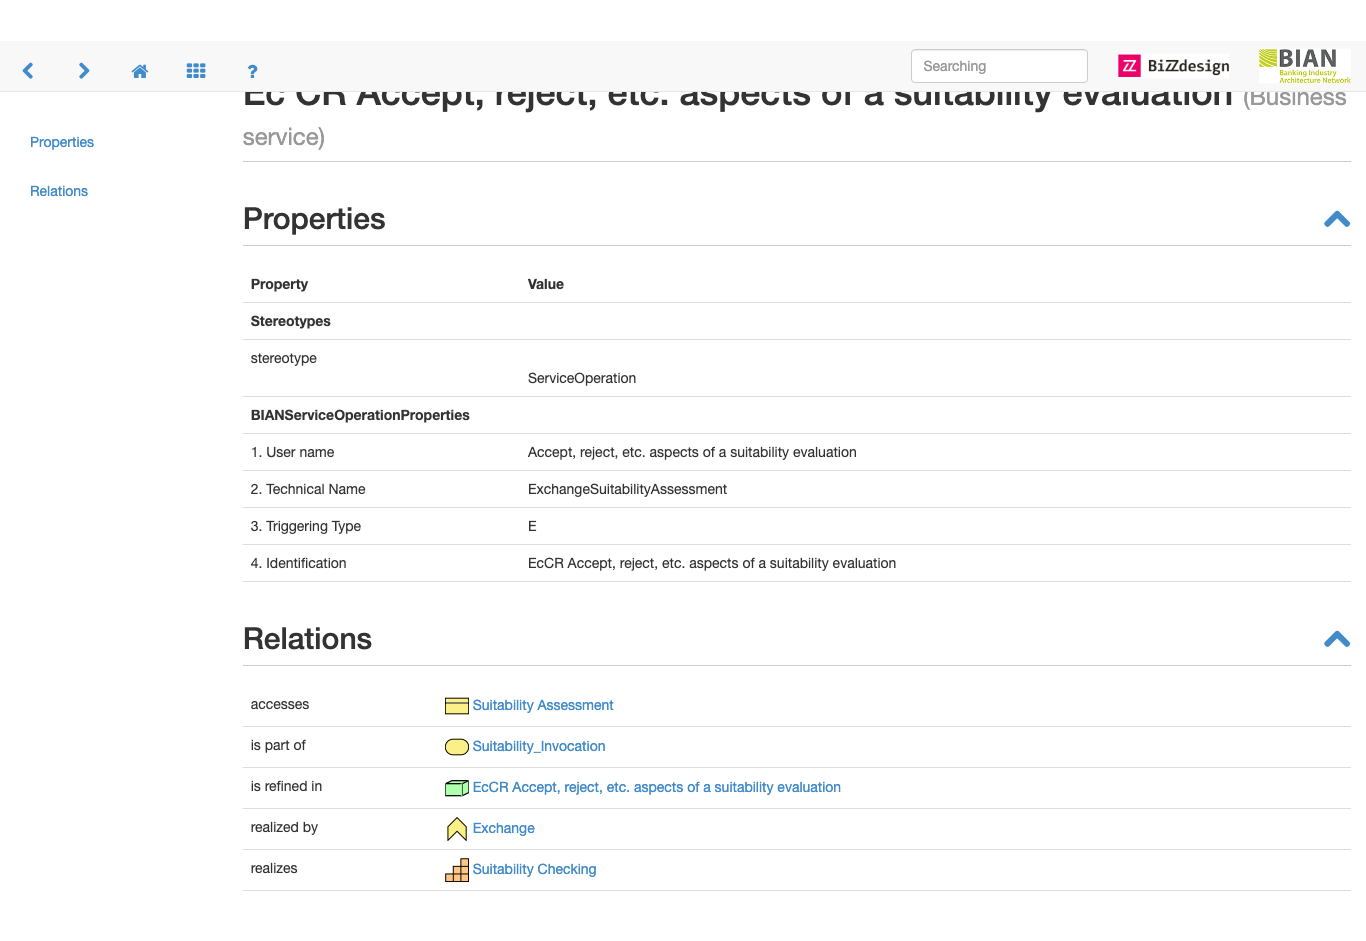 ?
Searching
BiZZdesign
BIAN
Banking Industry
Architecture Network
Ec CR Accept, reject, etc. aspects of a suitability evaluation (Business
service)
Properties
Relations
Properties
Property Value
Stereotypes
stereotype
ServiceOperation
BIANServiceOperationProperties
1. User name Accept, reject, etc. aspects of a suitability evaluation
2. Technical Name ExchangeSuitabilityAssessment
3. Triggering Type E
4. Identification EcCR Accept, reject, etc. aspects of a suitability evaluation
Relations
accesses Suitability Assessment
is part of Suitability_Invocation
is refined in EcCR Accept, reject, etc. aspects of a suitability evaluation
realized by Exchange
realizes Suitability Checking